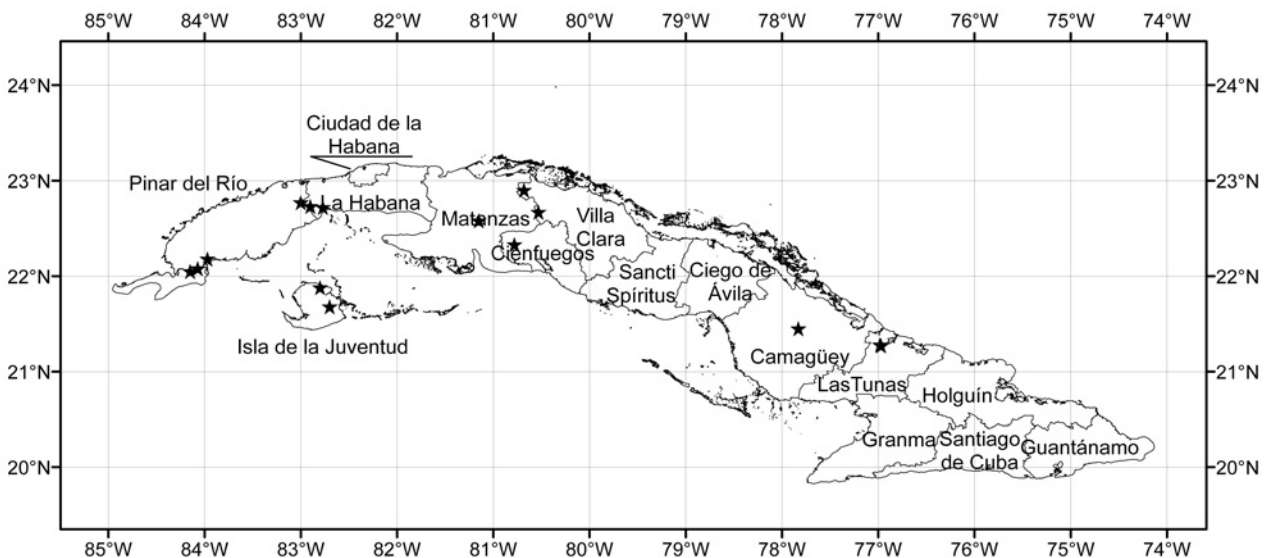 85°W 84°W 83°W 82°W 81°W 80°W 79°W 78°W 77°W 76°W 75°W 74°W
24°N 24°N
Ciudad de la
Habana
23°N 23°N
Pinar del Río
La Habana
Matanzas
Villa
Clara
Cienfuegos
22°N 22°N
Sancti
Spíritus
Ciego de
Ávila
Isla de la Juventud
Camagüey
21°N 21°N
LasTunas
Holguín
Granma
Santiago
de Cuba
Guantánamo
20°N 20°N
85°W 84°W 83°W 82°W 81°W 80°W 79°W 78°W 77°W 76°W 75°W 74°W